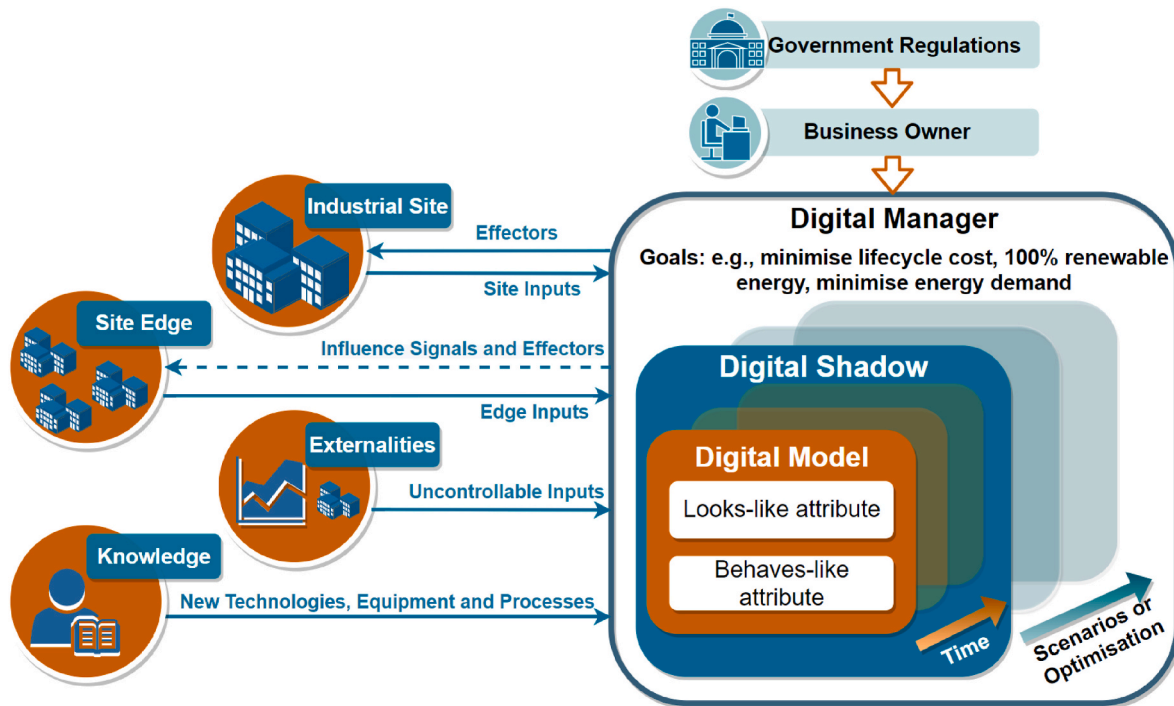 Government Regulations
Business Owner
Industrial Site
Effectors
Site Inputs
Site Edge
Influence Signals and Effectors
Edge Inputs
Externalities
Uncontrollable Inputs
Knowledge
New Technologies, Equipment and Processes
Digital Manager
Goals: e.g., minimise lifecycle cost, 100% renewable
energy, minimise energy demand
Digital Shadow
Digital Model
Looks-like attribute
Behaves-like
attribute
Time
Scenarios or
Optimisation